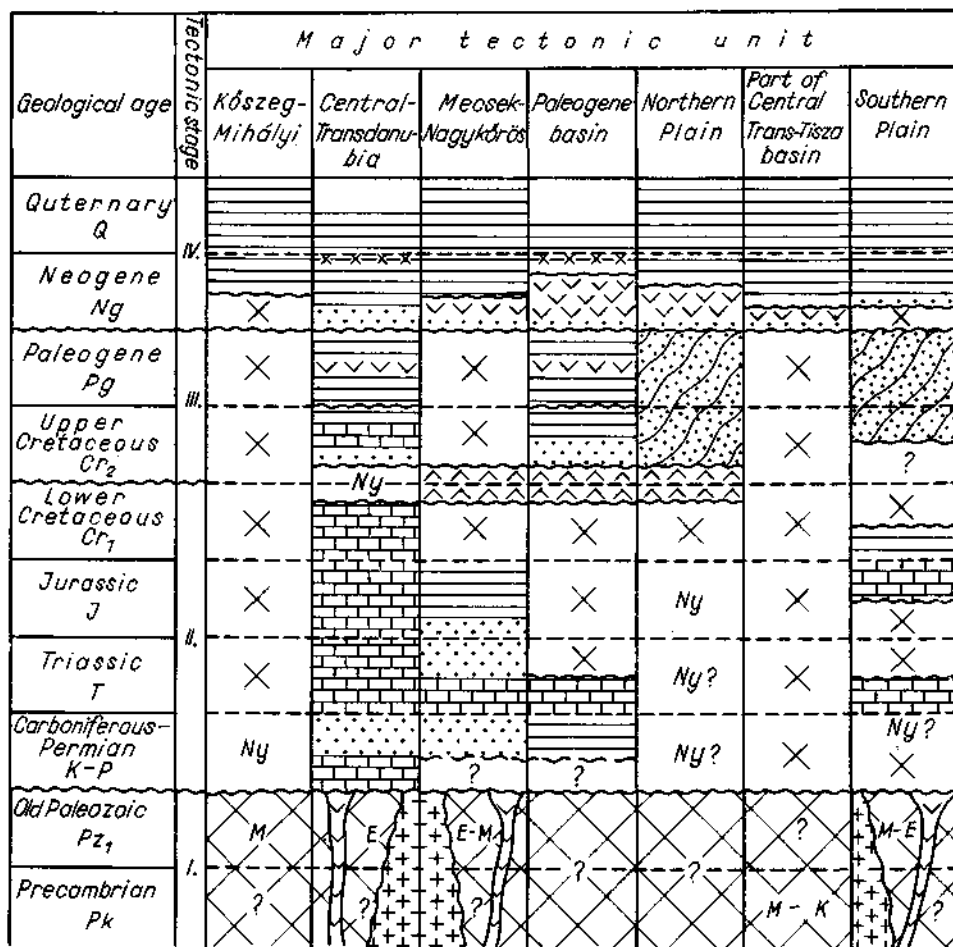 Major tectonic unit
Geological age
Tectonic stage
Kőszeg-
Mihályi
Central-
Transdanu-
bia
Mecsek-
Nagykőrös
Paleogene
basin
Northern
Plain
Part of
Central
Trans-Tisza
basin
Southern
Plain
Quternary
Q
IV.
Neogene
Ng
Paleogene
Pg
III.
Upper
Cretaceous
Cr2
?
Ny
Lower
Cretaceous
Cr1
Jurassic
J
Ny
II.
Triassic
T
Ny?
Carboniferous-
Permian
K-P
Ny
?
?
Ny?
Ny?
Old Paleozoic
Pz1
M
E
E-M
?
M-E
I.
?
?
Precambrian
Pk
?
?
?
M-K
?